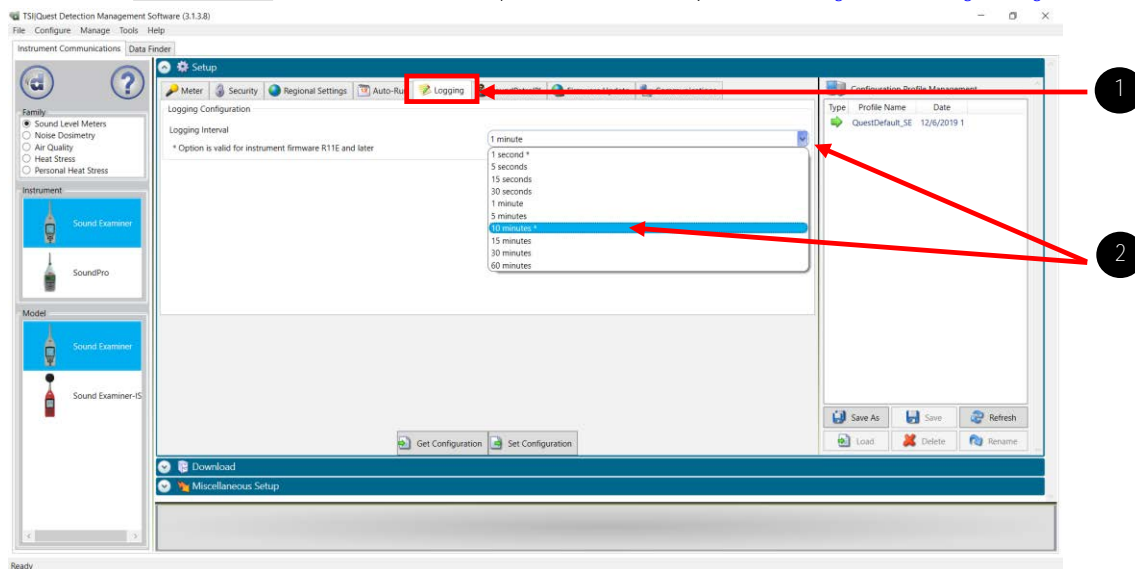 TSI|Quest Detection Management Software (3.1.3.8)
File Configure Manage Tools Help
Instrument Communications Data Finder
Setup
Meter Security Regional Settings Auto-Ru Logging
Configuration Profile Management
Logging Configuration
Logging Interval
* Option is valid for instrument firmware R11E and later
1 minute
1 second *
5 seconds
15 seconds
30 seconds
1 minute
5 minutes
10 minutes *
15 minutes
30 minutes
60 minutes
Get Configuration Set Configuration
Type Profile Name Date
QuestDefault_SE 12/6/2019 1
Save As Save Refresh
Load Delete Rename
Family
Sound Level Meters
Noise Dosimetry
Air Quality
Heat Stress
Personal Heat Stress
Instrument
Sound Examiner
SoundPro
Model
Sound Examiner
Sound Examiner-IS
Download
Miscellaneous Setup
Ready
1
2